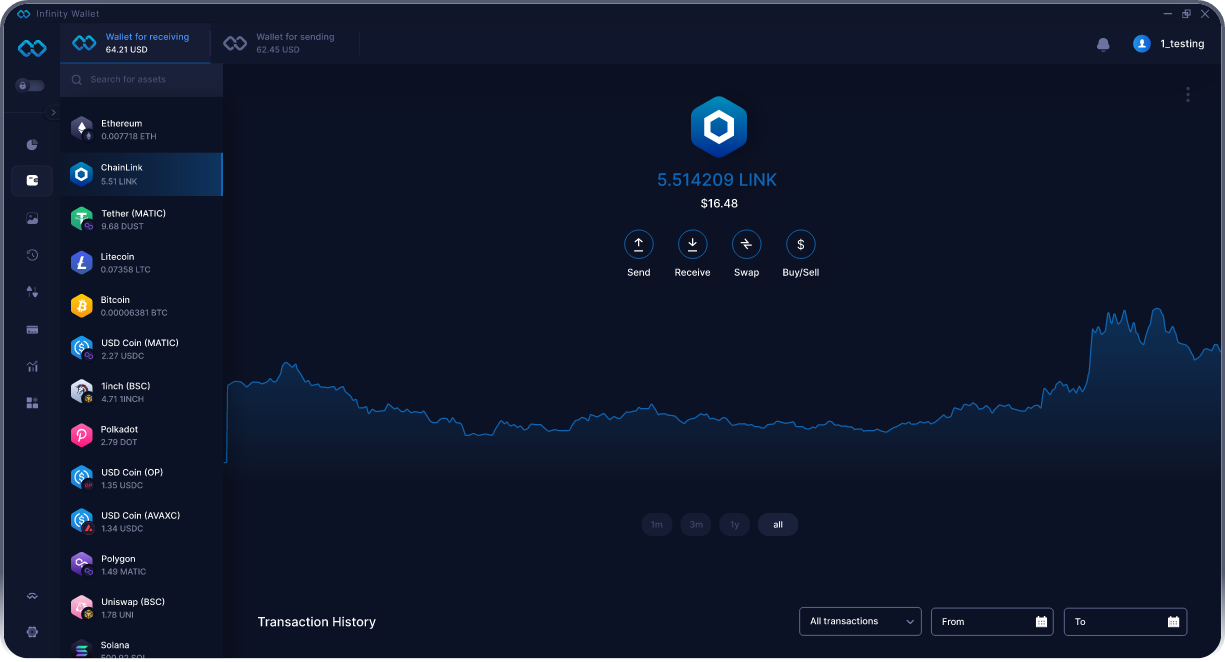 Infinity Wallet
Wallet for receiving
64.21 USD
Wallet for sending
62.45 USD
1_testing
Search for assets
Ethereum
0.007718 ETH
ChainLink
5.51 LINK
Tether (MATIC)
9.68 DUST
Litecoin
0.07358 LTC
Bitcoin
0.00006381 BTC
USD Coin (MATIC)
2.27 USDC
1inch (BSC)
4.71 1INCH
Polkadot
2.79 DOT
USD Coin (OP)
1.35 USDC
USD Coin (AVAXC)
1.34 USDC
Polygon
1.49 MATIC
Uniswap (BSC)
1.78 UNI
Solana
5.514209 LINK
$16.48
Send
Receive
Swap
Buy/Sell
1m
3m
1y
all
Transaction History
All transactions
From
To